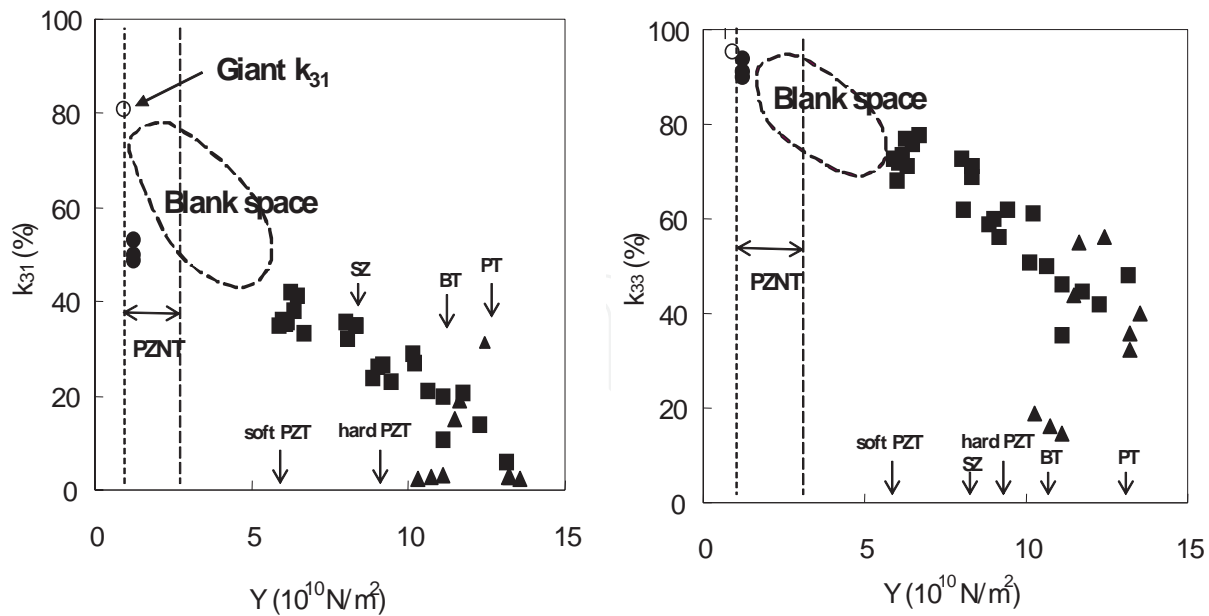 100
80
60
40
20
0
k31 (%)
Giant k31
Blank space
PZNT
SZ
BT
PT
soft PZT
hard PZT
0
5
10
15
Y (10^10 N/m^2)
100
80
60
40
20
0
k33 (%)
Blank space
PZNT
soft PZT
hard PZT
SZ
BT
PT
0
5
10
15
Y (10^10 N/m^2)